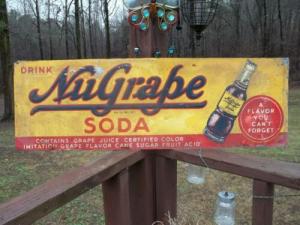 DRINK
NuGrape
SODA
CONTAINS GRAPE JUICE CERTIFIED COLOR
IMITATION GRAPE FLAVOR CANE SUGAR FRUIT ACID
NuGrape
A
FLAVOR
YOU
CAN'T
FORGET